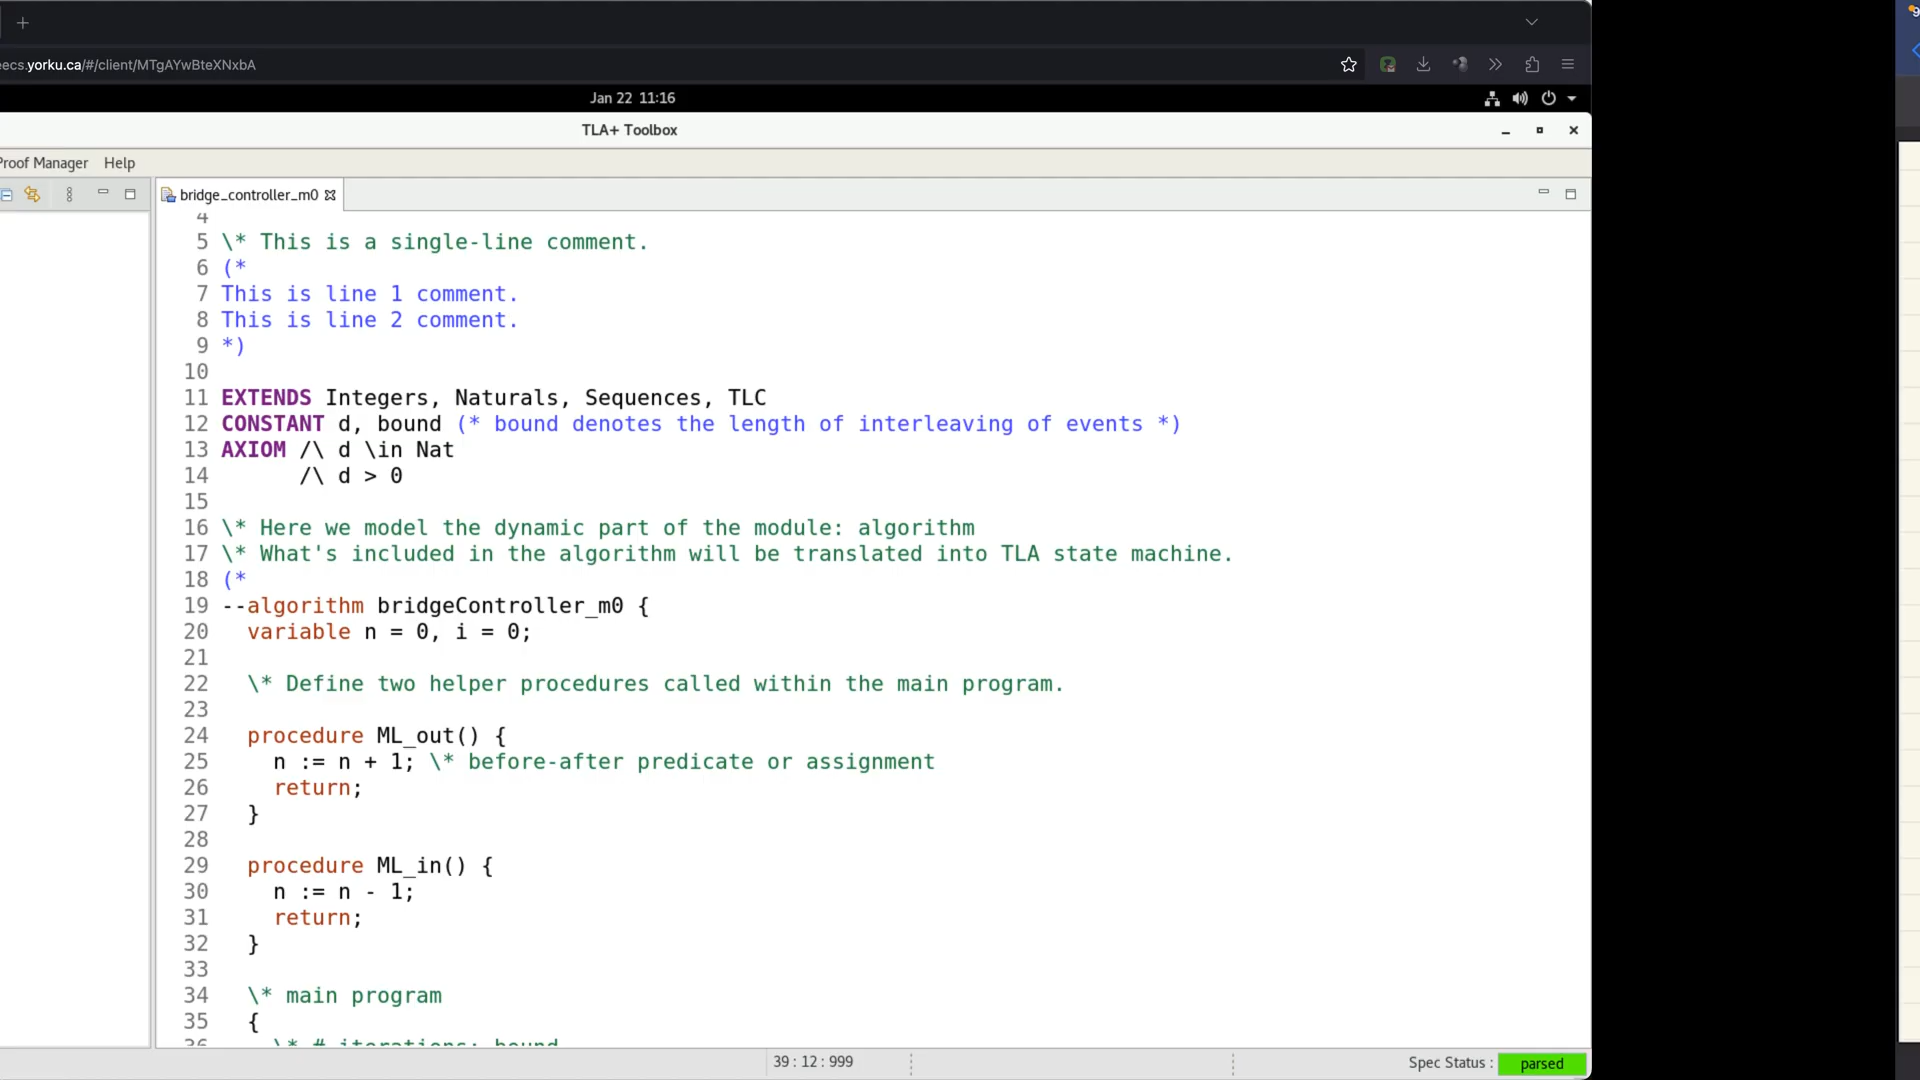 ecs.yorku.ca/#/client/MTgAYwBteXNxbA
Jan 22 11:16
TLA+ Toolbox
Proof Manager Help
bridge_controller_m0
4
5 \* This is a single-line comment.
6 (*
7 This is line 1 comment.
8 This is line 2 comment.
9 *)
10
11 EXTENDS Integers, Naturals, Sequences, TLC
12 CONSTANT d, bound (* bound denotes the length of interleaving of events *)
13 AXIOM /\ d \in Nat
14       /\ d > 0
15
16 \* Here we model the dynamic part of the module: algorithm
17 \* What's included in the algorithm will be translated into TLA state machine.
18 (*
19 --algorithm bridgeController_m0 {
20   variable n = 0, i = 0;
21
22   \* Define two helper procedures called within the main program.
23
24   procedure ML_out() {
25     n := n + 1; \* before-after predicate or assignment
26     return;
27   }
28
29   procedure ML_in() {
30     n := n - 1;
31     return;
32   }
33
34   \* main program
35   {
36     \* # iterations: bound
39 : 12 : 999
Spec Status : parsed